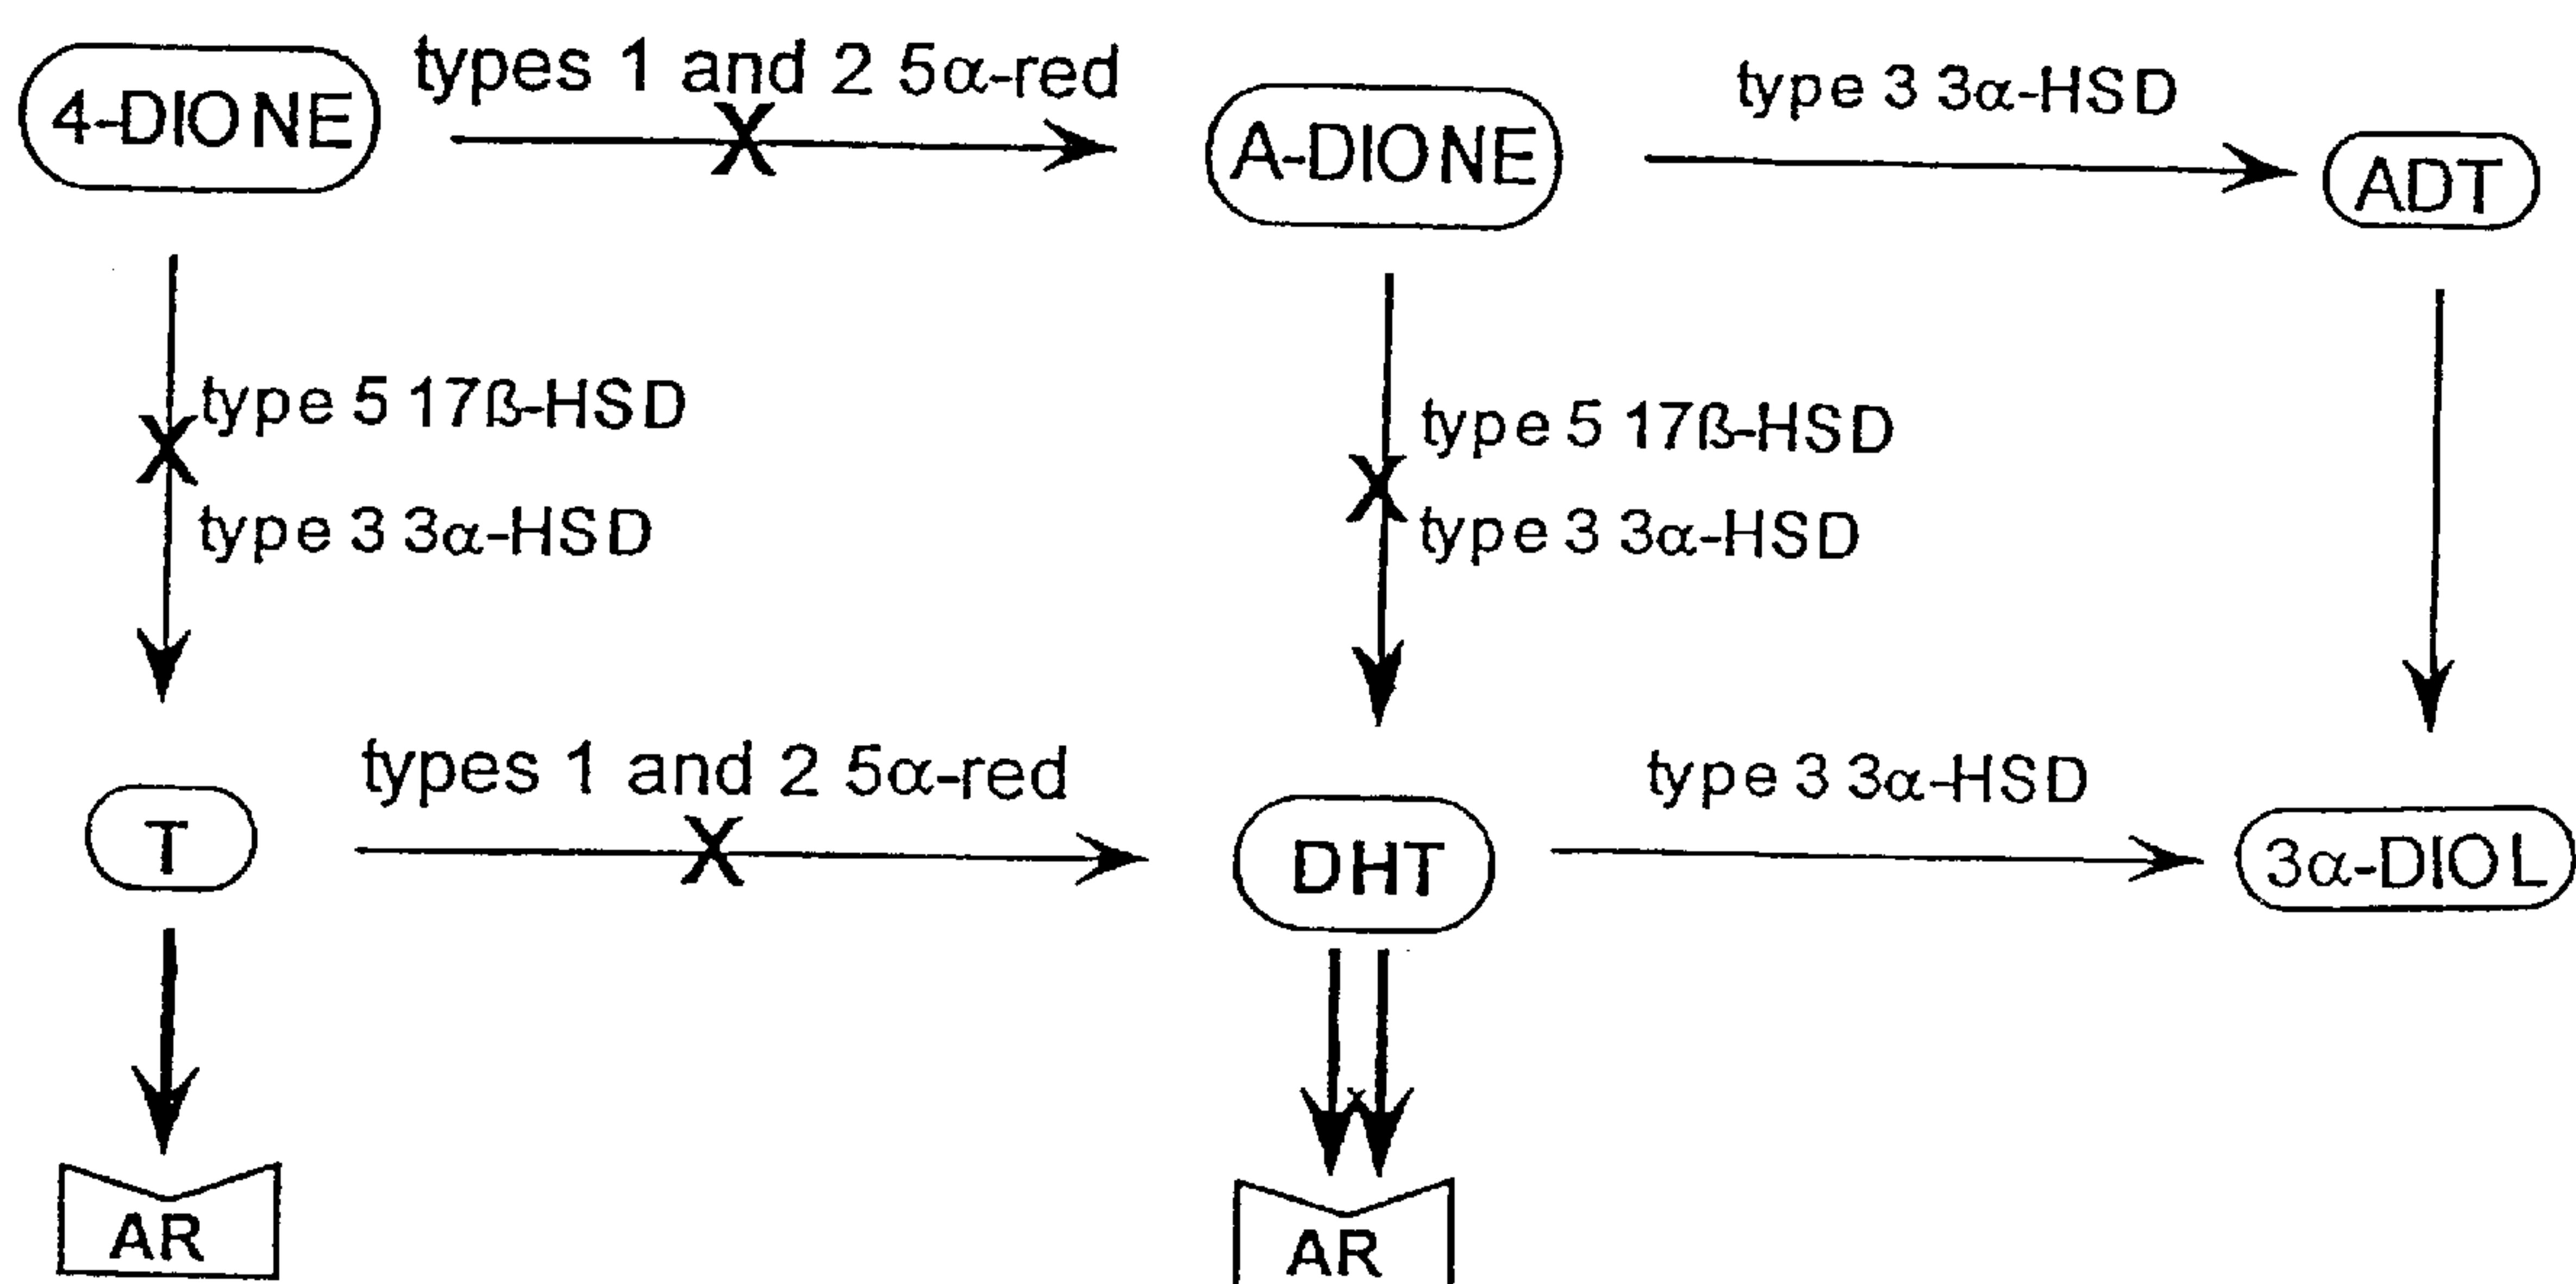 types 1 and 2 5α-red
type 3 3α-HSD
4-DIONE
A-DIONE
ADT
type 5 17ß-HSD
type 3 3α-HSD
type 5 17ß-HSD
type 3 3α-HSD
types 1 and 2 5α-red
type 3 3α-HSD
T
DHT
3α-DIOL
AR
AR